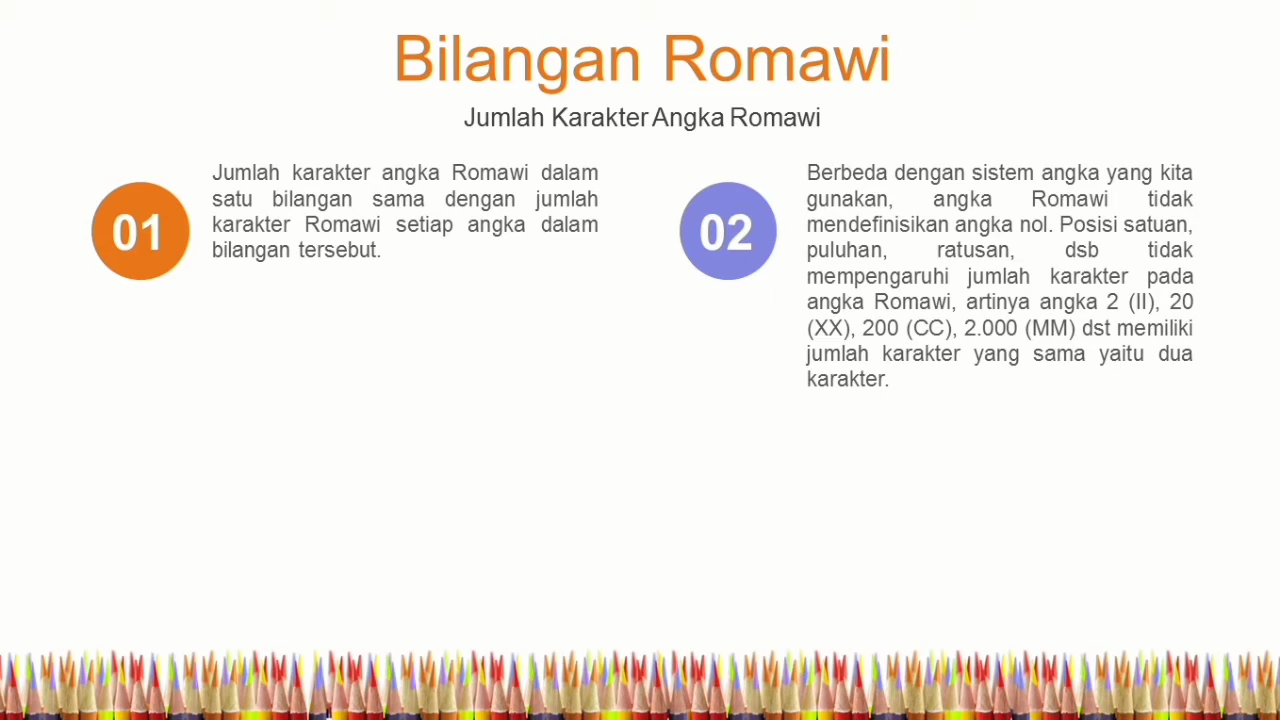 Bilangan Romawi
Jumlah Karakter Angka Romawi
01
Jumlah karakter angka Romawi dalam
satu bilangan sama dengan jumlah
karakter Romawi setiap angka dalam
bilangan tersebut.
02
Berbeda dengan sistem angka yang kita
gunakan, angka Romawi tidak
mendefinisikan angka nol. Posisi satuan,
puluhan, ratusan, dsb tidak
mempengaruhi jumlah karakter pada
angka Romawi, artinya angka 2 (II), 20
(XX), 200 (CC), 2.000 (MM) dst memiliki
jumlah karakter yang sama yaitu dua
karakter.